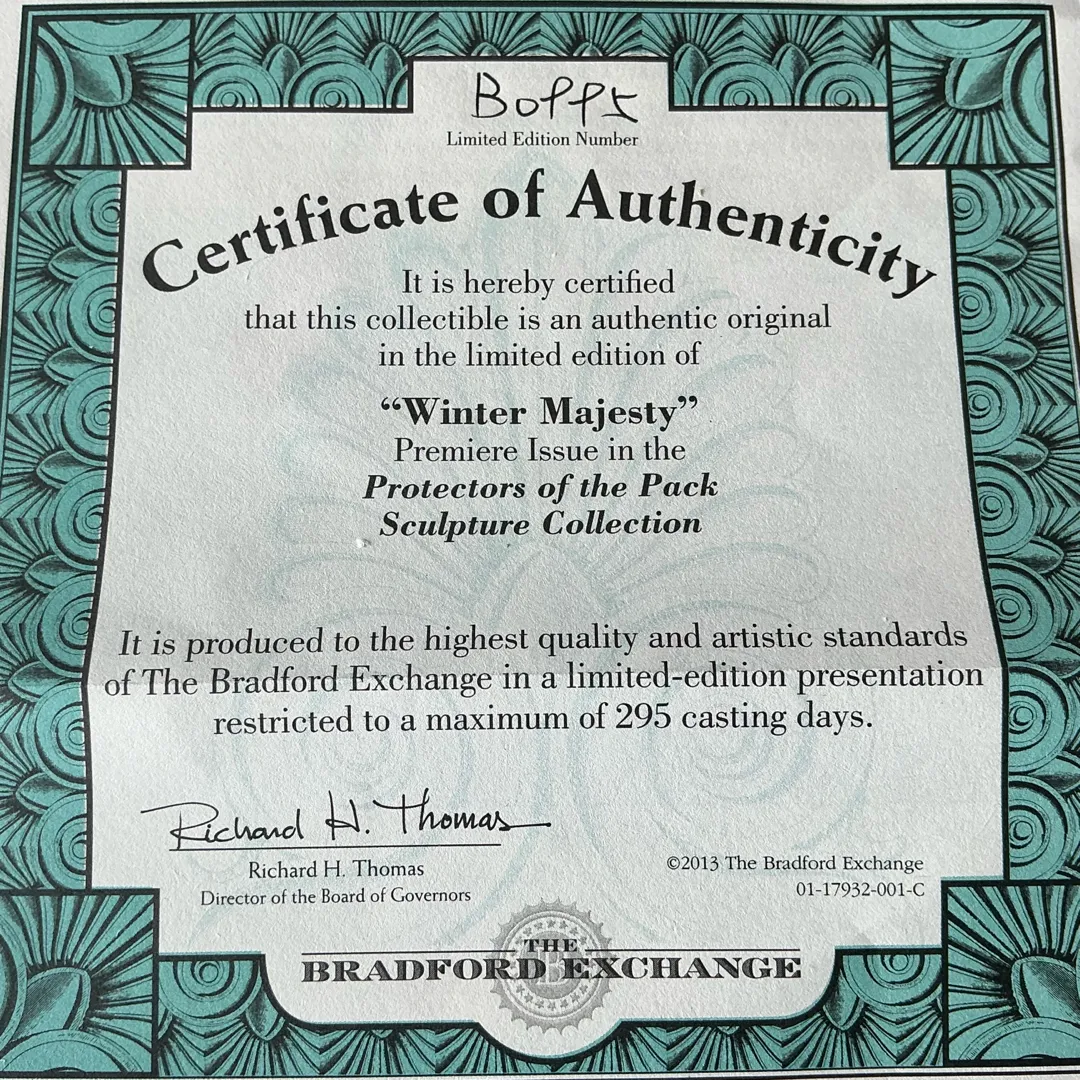 Limited Edition Number
Certificate of Authenticity
It is hereby certified
that this collectible is an authentic original
in the limited edition of
“Winter Majesty”
Premiere Issue in the
Protectors of the Pack
Sculpture Collection
It is produced to the highest quality and artistic standards
of The Bradford Exchange in a limited-edition presentation
restricted to a maximum of 295 casting days.
Richard H. Thomas
Richard H. Thomas
Director of the Board of Governors
©2013 The Bradford Exchange
01-17932-001-C
THE
BRADFORD EXCHANGE